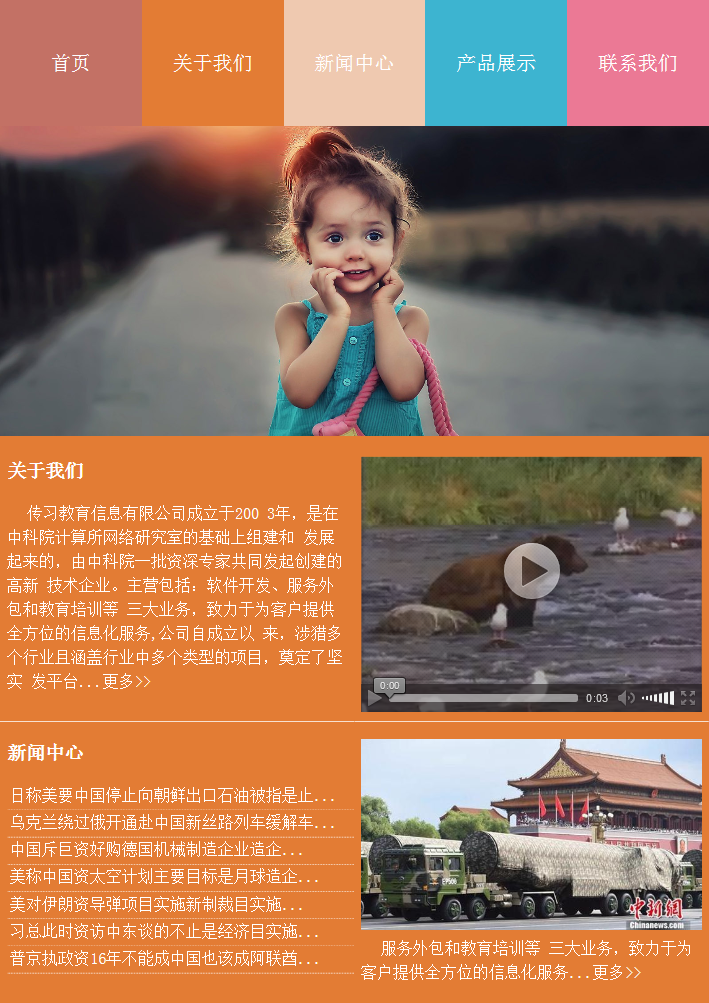 首页 关于我们 新闻中心 产品展示 联系我们
关于我们
传习教育信息有限公司成立于200 3年，是在
中科院计算所网络研究室的基础上组建和 发展
起来的，由中科院一批资深专家共同发起创建的
高新 技术企业。主营包括：软件开发、服务外
包和教育培训等 三大业务，致力于为客户提供
全方位的信息化服务,公司自成立以 来，涉猎多
个行业且涵盖行业中多个类型的项目，奠定了坚
实 发平台...更多>>
0:00
0:03
新闻中心
日称美要中国停止向朝鲜出口石油被指是止...
乌克兰绕过俄开通赴中国新丝路列车缓解车...
中国斥巨资好购德国机械制造企业造企...
美称中国资太空计划主要目标是月球造企...
美对伊朗资导弹项目实施新制裁目实施...
习总此时资访中东谈的不止是经济目实施...
普京执政资16年不能成中国也该成阿联酋...
EP506
中新网
Chinanews.com
服务外包和教育培训等 三大业务，致力于为
客户提供全方位的信息化服务...更多>>